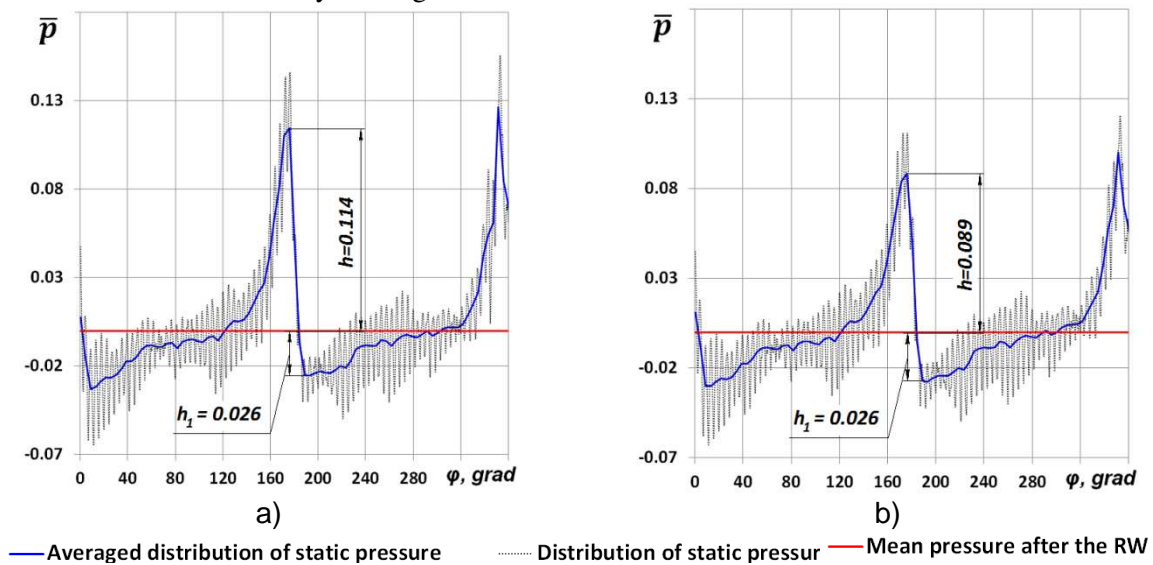 p̅
0.13
0.08
0.03
-0.02
-0.07
h=0.114
h₁ = 0.026
0 40 80 120 160 200 240 280 φ, grad
a)
p̅
0.13
0.08
0.03
-0.02
-0.07
h=0.089
h₁ = 0.026
0 40 80 120 160 200 240 280 φ, grad
b)
Averaged distribution of static pressure Distribution of static pressur Mean pressure after the RW